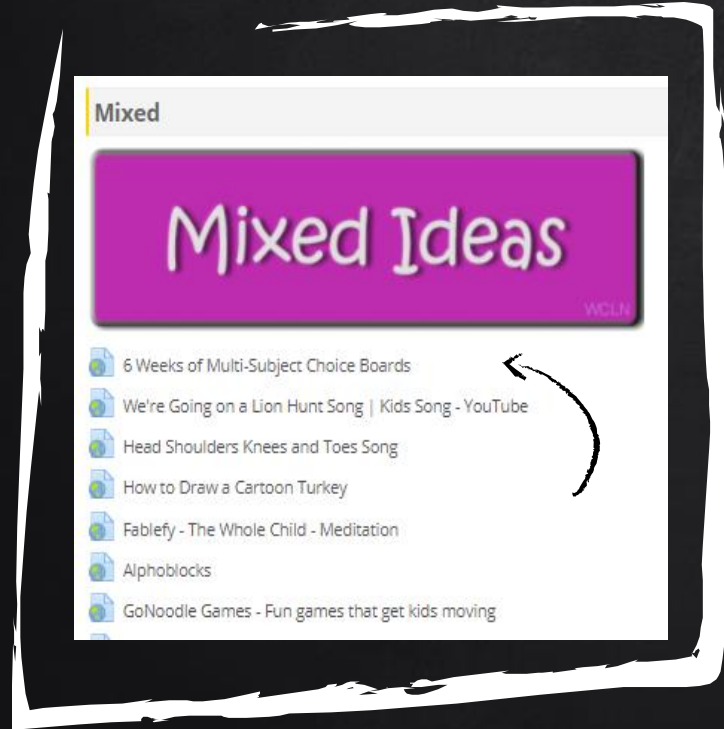 Mixed
Mixed Ideas
WCLN
6 Weeks of Multi-Subject Choice Boards
We're Going on a Lion Hunt Song | Kids Song - YouTube
Head Shoulders Knees and Toes Song
How to Draw a Cartoon Turkey
Fablefy - The Whole Child - Meditation
Alphoblocks
GoNoodle Games - Fun games that get kids moving